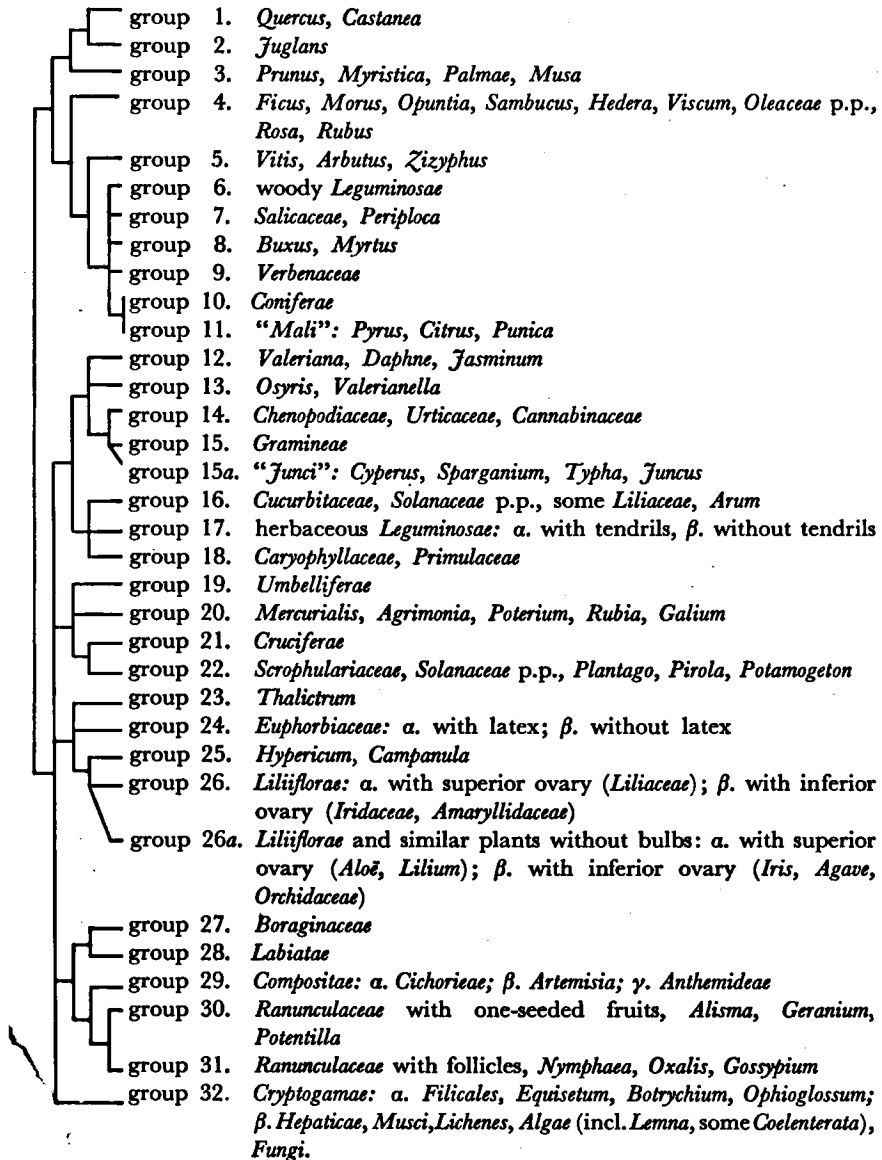 group 1. Quercus, Castanea
group 2. Juglans
group 3. Prunus, Myristica, Palmae, Musa
group 4. Ficus, Morus, Opuntia, Sambucus, Hedera, Viscum, Oleaceae p.p.,
Rosa, Rubus
group 5. Vitis, Arbutus, Zizyphus
group 6. woody Leguminosae
group 7. Salicaceae, Periploca
group 8. Buxus, Myrtus
group 9. Verbenaceae
group 10. Coniferae
group 11. “Mali”: Pyrus, Citrus, Punica
group 12. Valeriana, Daphne, Jasminum
group 13. Osyris, Valerianella
group 14. Chenopodiaceae, Urticaceae, Cannabinaceae
group 15. Gramineae
group 15a. “Junci”: Cyperus, Sparganium, Typha, Juncus
group 16. Cucurbitaceae, Solanaceae p.p., some Liliaceae, Arum
group 17. herbaceous Leguminosae: α. with tendrils, β. without tendrils
group 18. Caryophyllaceae, Primulaceae
group 19. Umbelliferae
group 20. Mercurialis, Agrimonia, Poterium, Rubia, Galium
group 21. Cruciferae
group 22. Scrophulariaceae, Solanaceae p.p., Plantago, Pirola, Potamogeton
group 23. Thalictrum
group 24. Euphorbiaceae: α. with latex; β. without latex
group 25. Hypericum, Campanula
group 26. Liliiflorae: α. with superior ovary (Liliaceae); β. with inferior
ovary (Iridaceae, Amaryllidaceae)
group 26a. Liliiflorae and similar plants without bulbs: α. with superior
ovary (Aloë, Lilium); β. with inferior ovary (Iris, Agave,
Orchidaceae)
group 27. Boraginaceae
group 28. Labiatae
group 29. Compositae: α. Cichorieae; β. Artemisia; γ. Anthemideae
group 30. Ranunculaceae with one-seeded fruits, Alisma, Geranium,
Potentilla
group 31. Ranunculaceae with follicles, Nymphaea, Oxalis, Gossypium
group 32. Cryptogamae: α. Filicales, Equisetum, Botrychium, Ophioglossum;
β. Hepaticae, Musci, Lichenes, Algae (incl. Lemna, some Coelenterata),
Fungi.